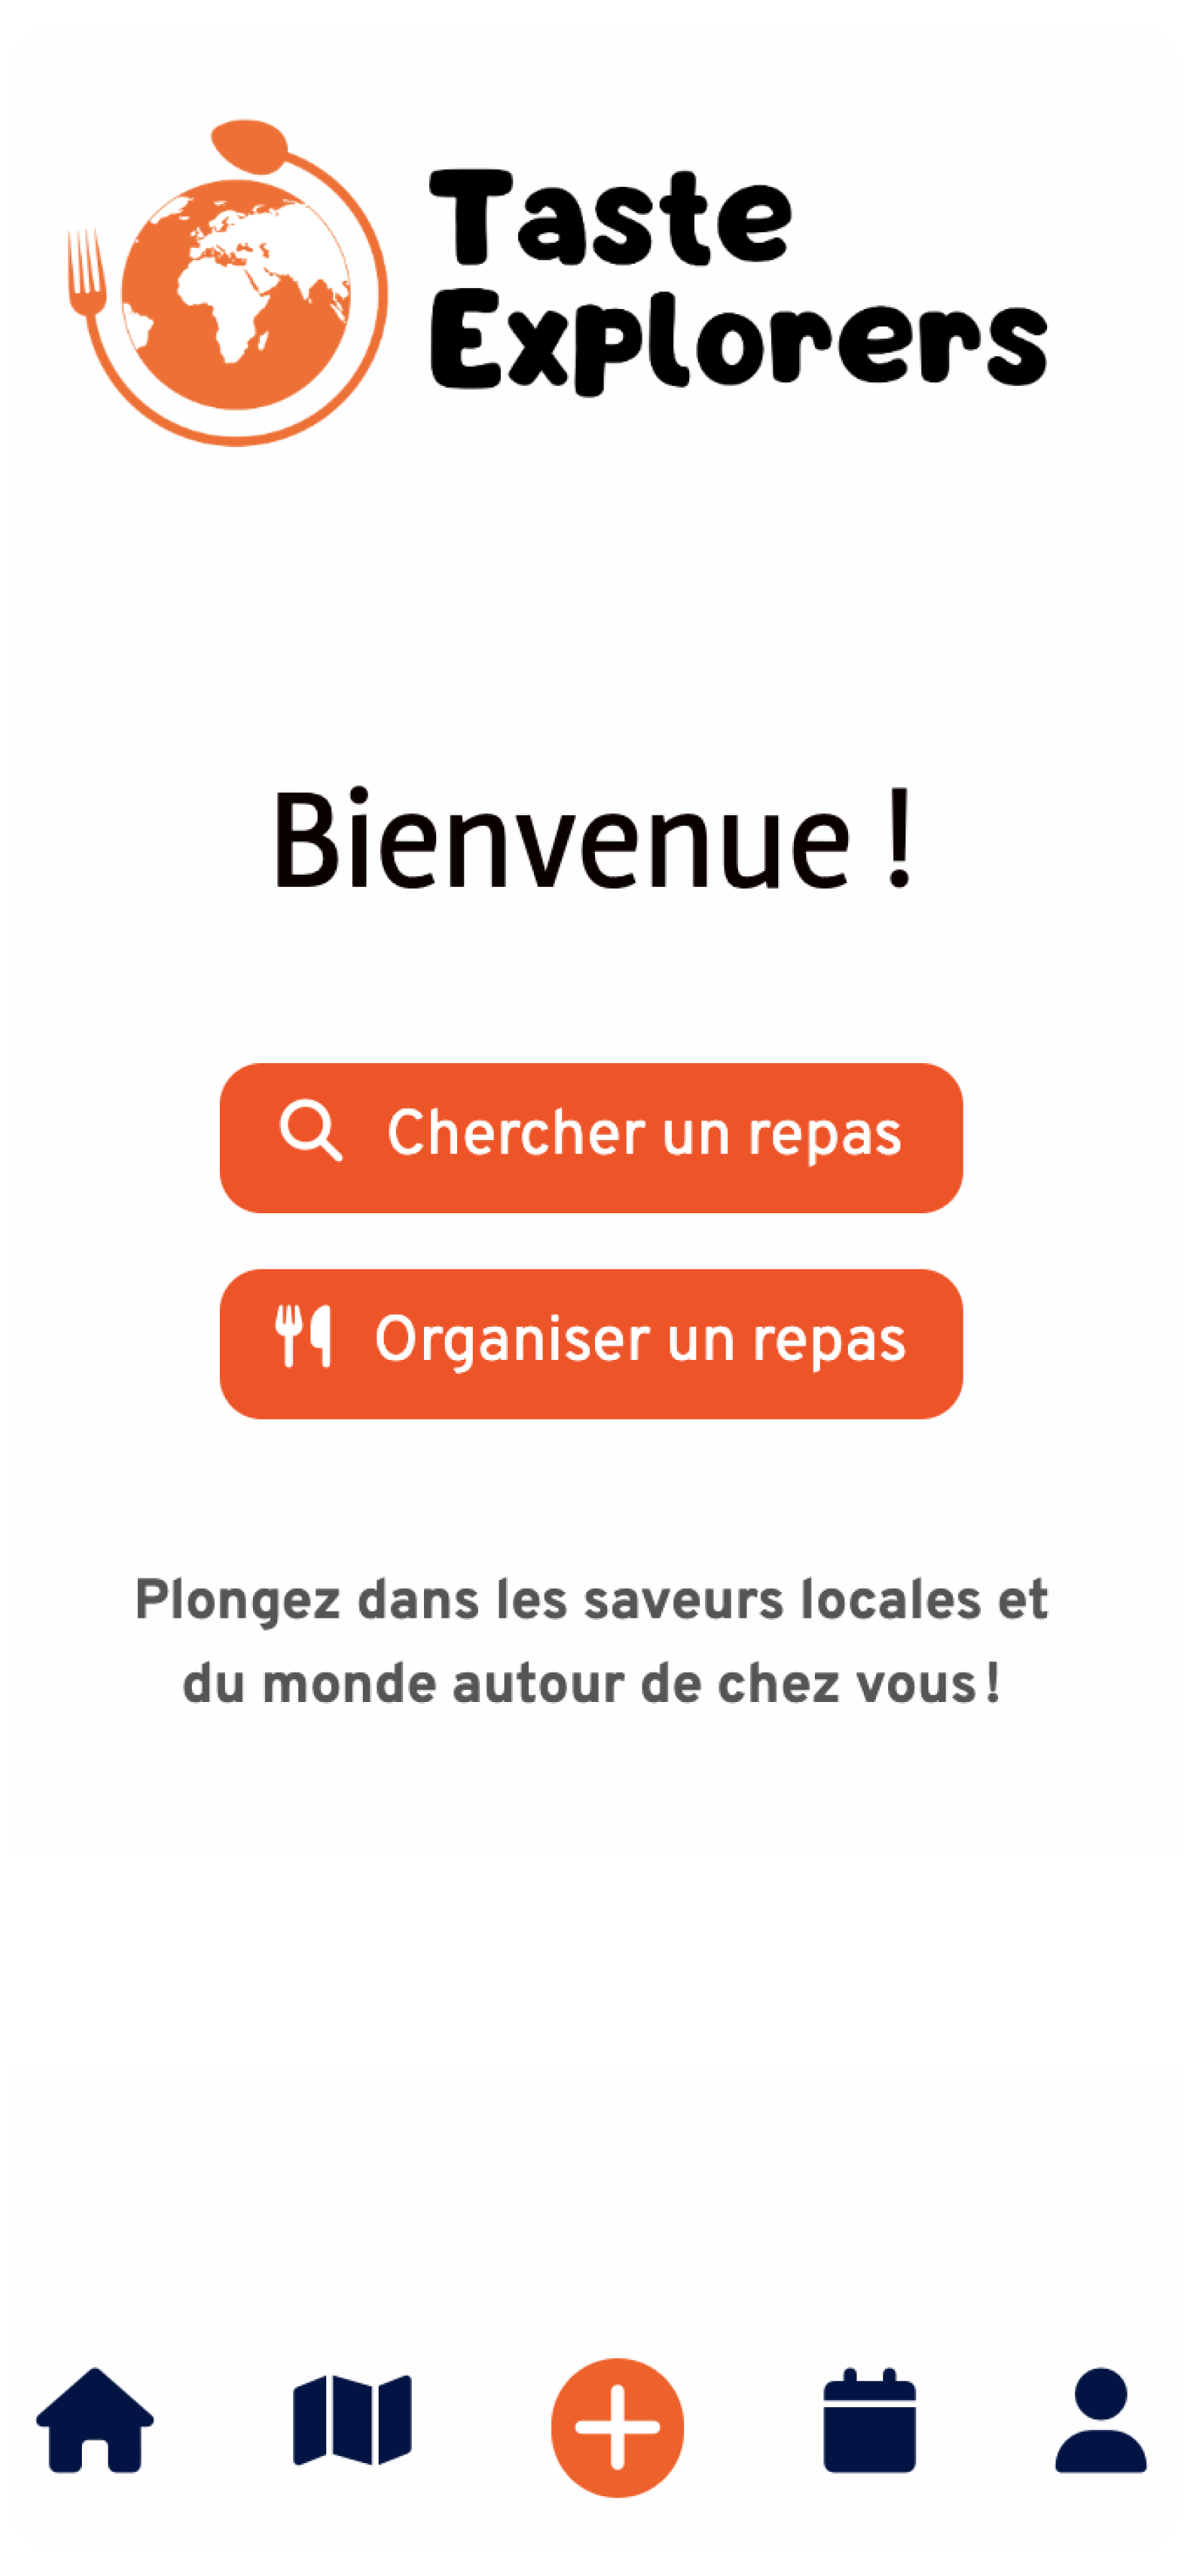 Taste
Explorers
Bienvenue !
Chercher un repas
Organiser un repas
Plongez dans les saveurs locales et
du monde autour de chez vous !